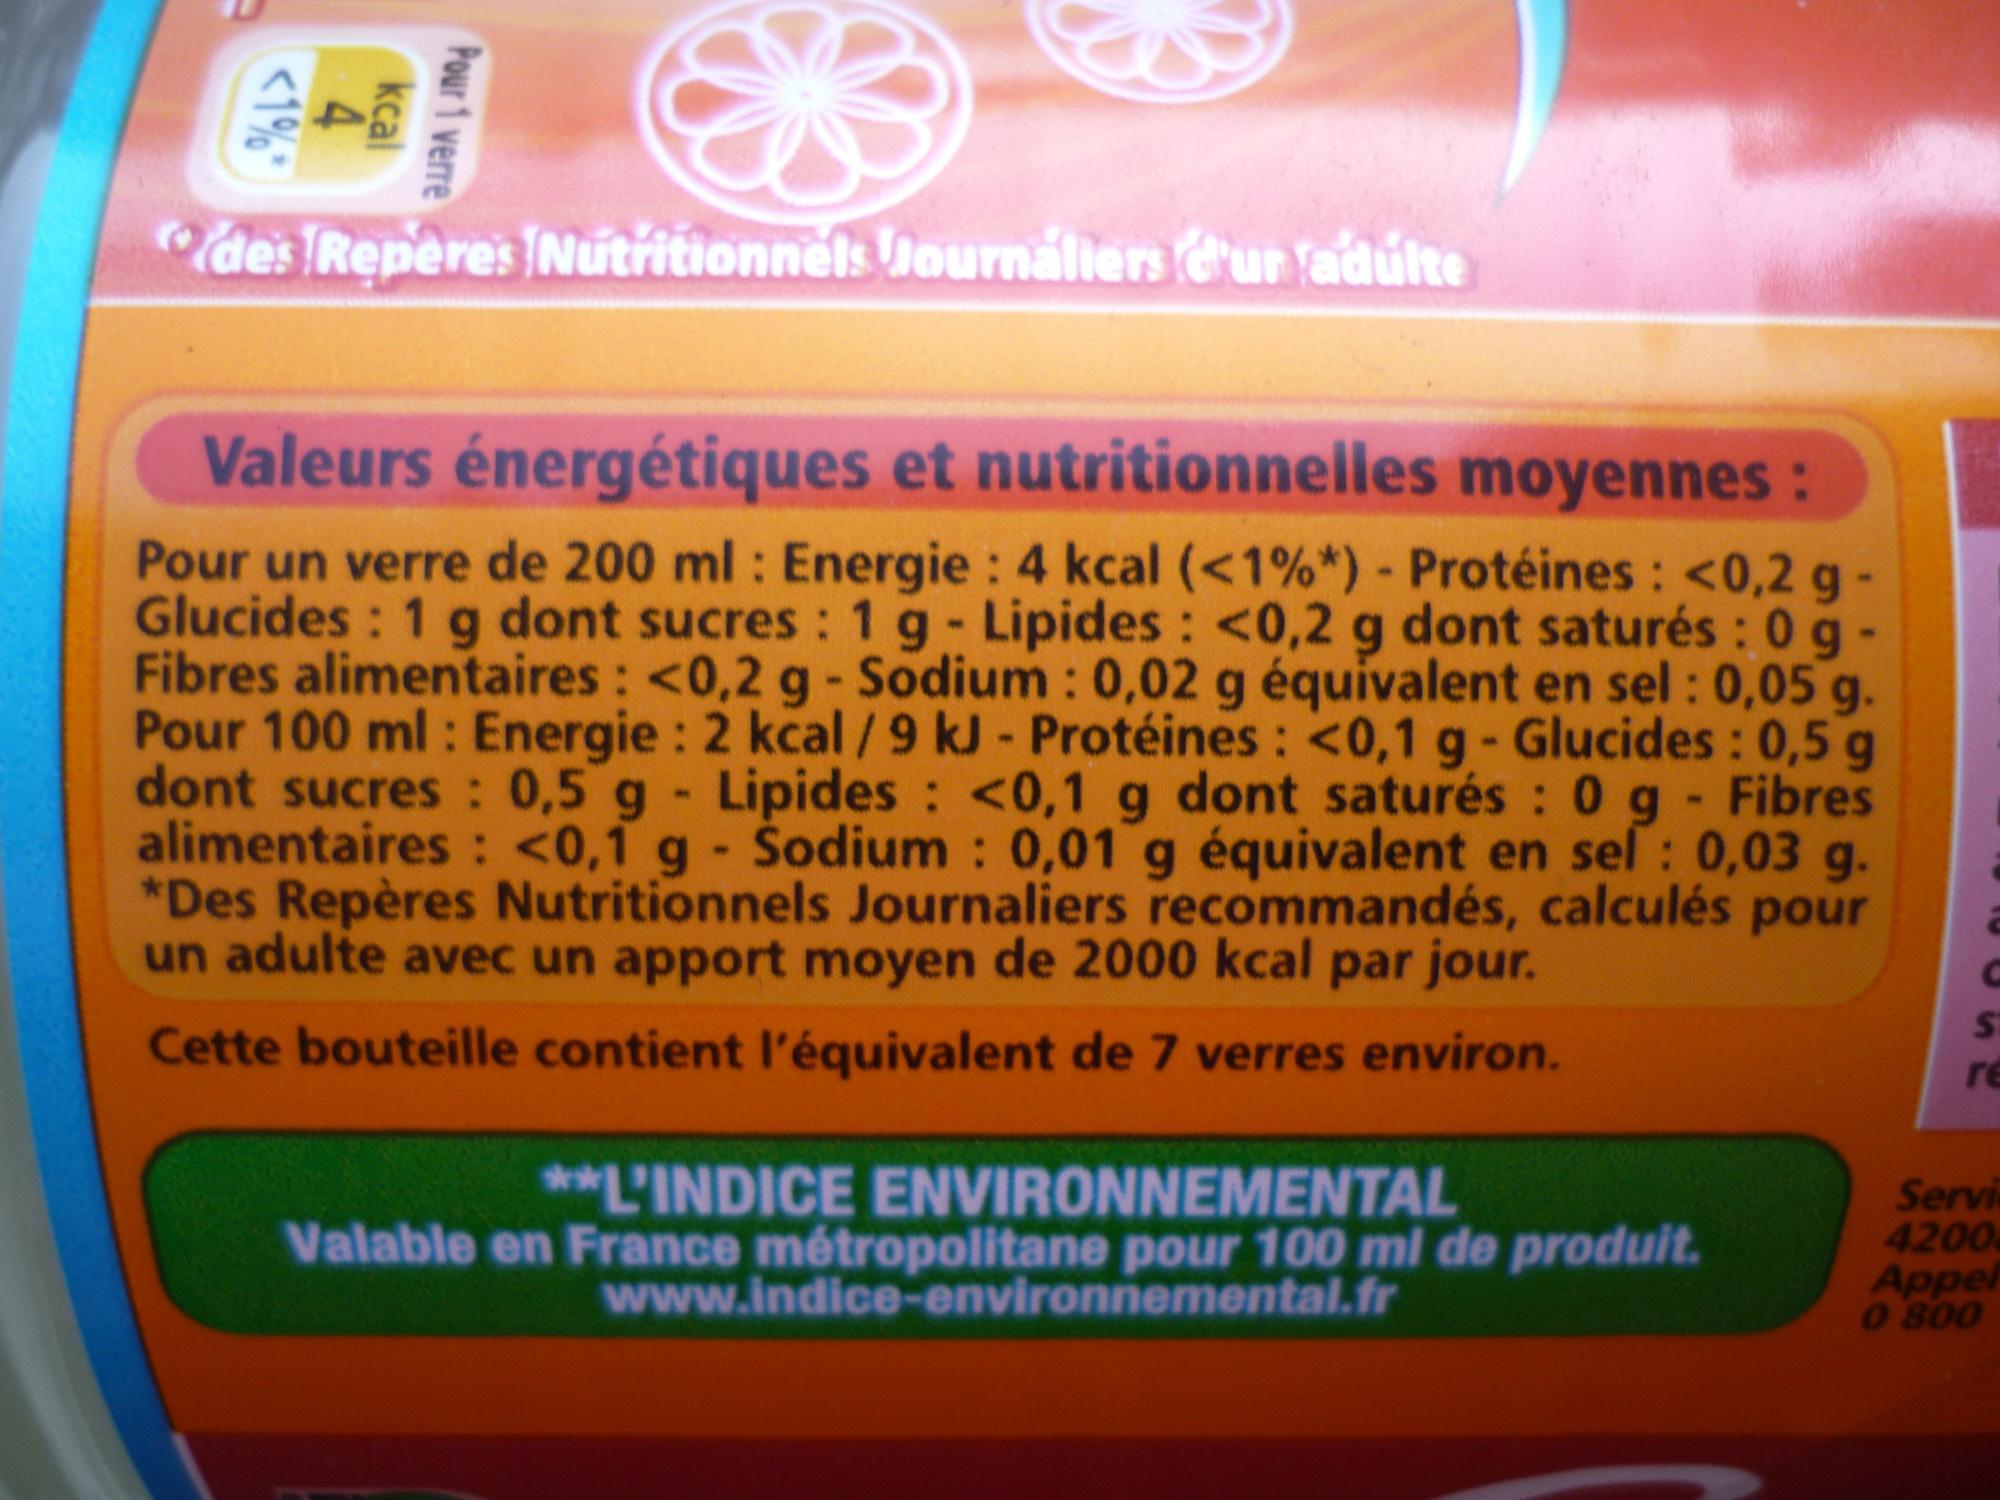 Pour 1 verre
kcal
4
<1%*
* des Repères Nutritionnels Journaliers d'un adulte
Valeurs énergétiques et nutritionnelles moyennes :
Pour un verre de 200 ml : Energie : 4 kcal (<1%*) - Protéines : <0,2 g -
Glucides : 1 g dont sucres : 1 g - Lipides : <0,2 g dont saturés : 0 g -
Fibres alimentaires : <0,2 g - Sodium : 0,02 g équivalent en sel : 0,05 g.
Pour 100 ml : Energie : 2 kcal / 9 kJ - Protéines : <0,1 g - Glucides : 0,5 g
dont sucres : 0,5 g - Lipides : <0,1 g dont saturés : 0 g - Fibres
alimentaires : <0,1 g - Sodium : 0,01 g équivalent en sel : 0,03 g.
*Des Repères Nutritionnels Journaliers recommandés, calculés pour
un adulte avec un apport moyen de 2000 kcal par jour.
Cette bouteille contient l'équivalent de 7 verres environ.
**L'INDICE ENVIRONNEMENTAL
Valable en France métropolitane pour 100 ml de produit.
www.indice-environnemental.fr
Servi
4200
Appel
0 800